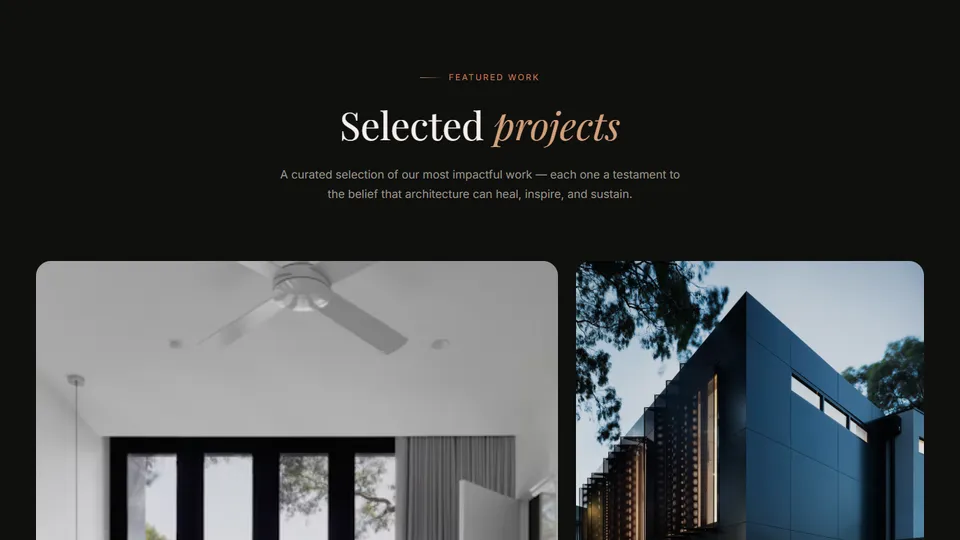 FEATURED WORK
Selected projects
A curated selection of our most impactful work — each one a testament to
the belief that architecture can heal, inspire, and sustain.